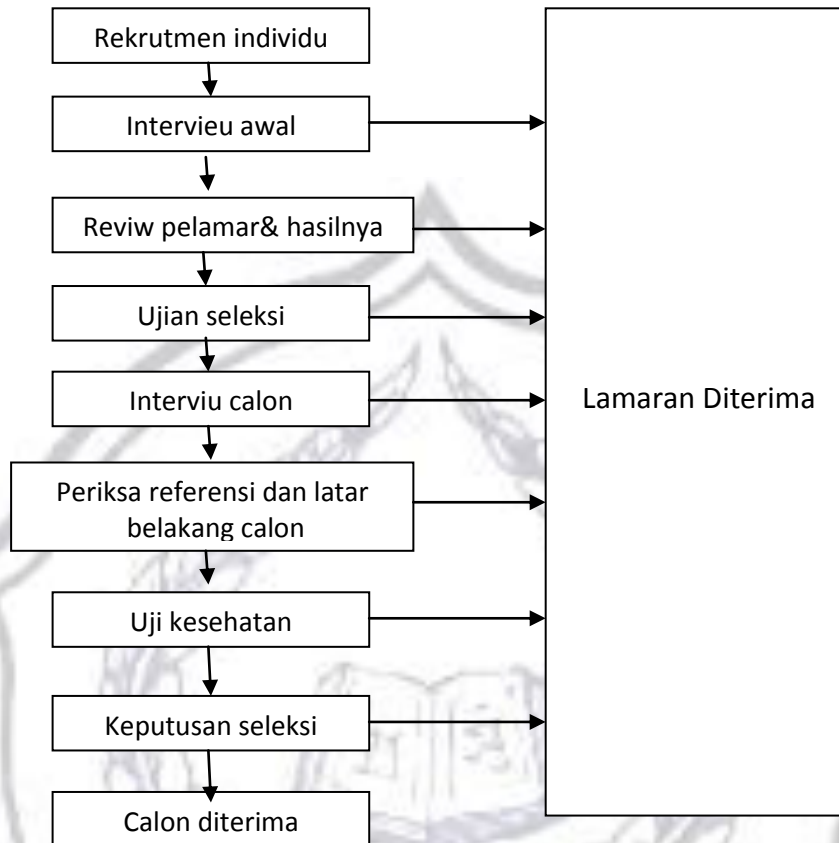 Rekrutmen individu
Intervieu awal
Reviw pelamar& hasilnya
Ujian seleksi
Interviu calon
Periksa referensi dan latar
belakang calon
Uji kesehatan
Keputusan seleksi
Calon diterima
Lamaran Diterima